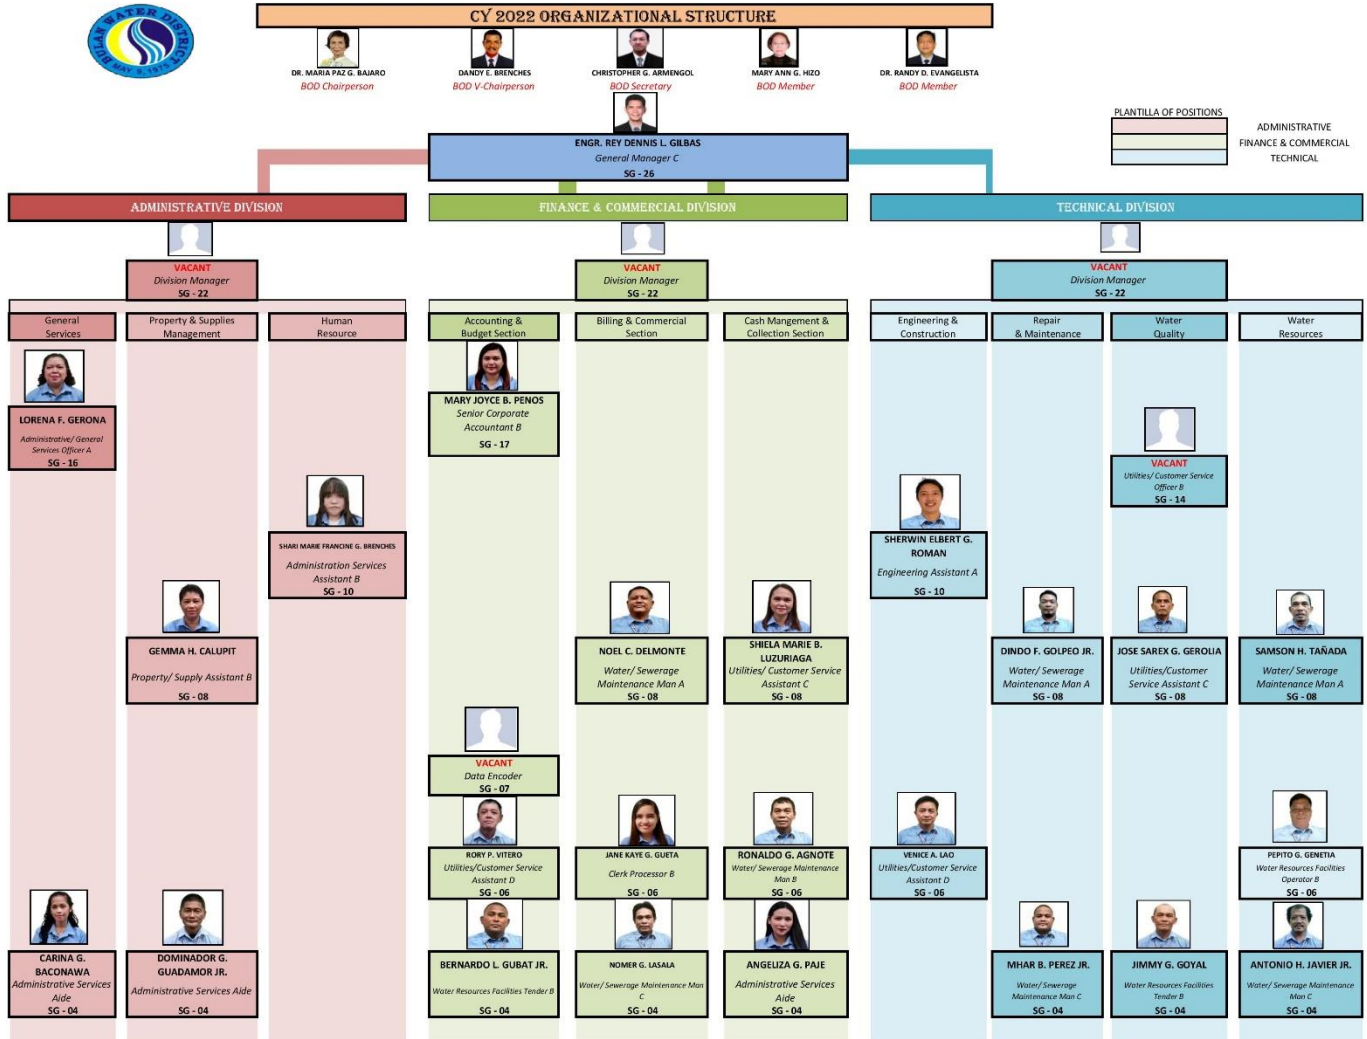 BULAN WATER DISTRICT
MAY 9, 1975
CY 2022 ORGANIZATIONAL STRUCTURE
DR. MARIA PAZ G. BAJARO
BOD Chairperson
DANDY E. BRENCHES
BOD V-Chairperson
CHRISTOPHER G. ARMENGOL
BOD Secretary
MARY ANN G. HIZO
BOD Member
DR. RANDY D. EVANGELISTA
BOD Member
ENGR. REY DENNIS L. GILBAS
General Manager C
SG - 26
PLANTILLA OF POSITIONS
ADMINISTRATIVE
FINANCE & COMMERCIAL
TECHNICAL
ADMINISTRATIVE DIVISION
VACANT
Division Manager
SG - 22
General
Services
Property & Supplies
Management
Human
Resource
LORENA F. GERONA
Administrative/ General
Services Officer A
SG - 16
SHARI MARIE FRANCINE G. BRENCHES
Administration Services
Assistant B
SG - 10
GEMMA H. CALUPIT
Property/ Supply Assistant B
SG - 08
CARINA G.
BACONAWA
Administrative Services
Aide
SG - 04
DOMINADOR G.
GUADAMOR JR.
Administrative Services Aide
SG - 04
FINANCE & COMMERCIAL DIVISION
VACANT
Division Manager
SG - 22
Accounting &
Budget Section
Billing & Commercial
Section
Cash Mangement &
Collection Section
MARY JOYCE B. PENOS
Senior Corporate
Accountant B
SG - 17
NOEL C. DELMONTE
Water/ Sewerage
Maintenance Man A
SG - 08
SHIELA MARIE B.
LUZURIAGA
Utilities/ Customer Service
Assistant C
SG - 08
VACANT
Data Encoder
SG - 07
RORY P. VITERO
Utilities/Customer Service
Assistant D
SG - 06
JANE KAYE G. GUETA
Clerk Processor B
SG - 06
RONALDO G. AGNOTE
Water/ Sewerage Maintenance
Man B
SG - 06
BERNARDO L. GUBAT JR.
Water Resources Facilities Tender B
SG - 04
NOMER G. LASALA
Water/ Sewerage Maintenance Man
C
SG - 04
ANGELIZA G. PAJE
Administrative Services
Aide
SG - 04
TECHNICAL DIVISION
VACANT
Division Manager
SG - 22
Engineering &
Construction
Repair
& Maintenance
Water
Quality
Water
Resources
VACANT
Utilities/ Customer Service
Officer B
SG - 14
SHERWIN ELBERT G.
ROMAN
Engineering Assistant A
SG - 10
DINDO F. GOLPEO JR.
Water/ Sewerage
Maintenance Man A
SG - 08
JOSE SAREX G. GEROLIA
Utilities/Customer
Service Assistant C
SG - 08
SAMSON H. TAÑADA
Water/ Sewerage
Maintenance Man A
SG - 08
VENICE A. LAO
Utilities/Customer Service
Assistant D
SG - 06
PEPITO G. GENETIA
Water Resources Facilities
Operator B
SG - 06
MHAR B. PEREZ JR.
Water/ Sewerage
Maintenance Man C
SG - 04
JIMMY G. GOYAL
Water Resources Facilities
Tender B
SG - 04
ANTONIO H. JAVIER JR.
Water/ Sewerage Maintenance
Man C
SG - 04